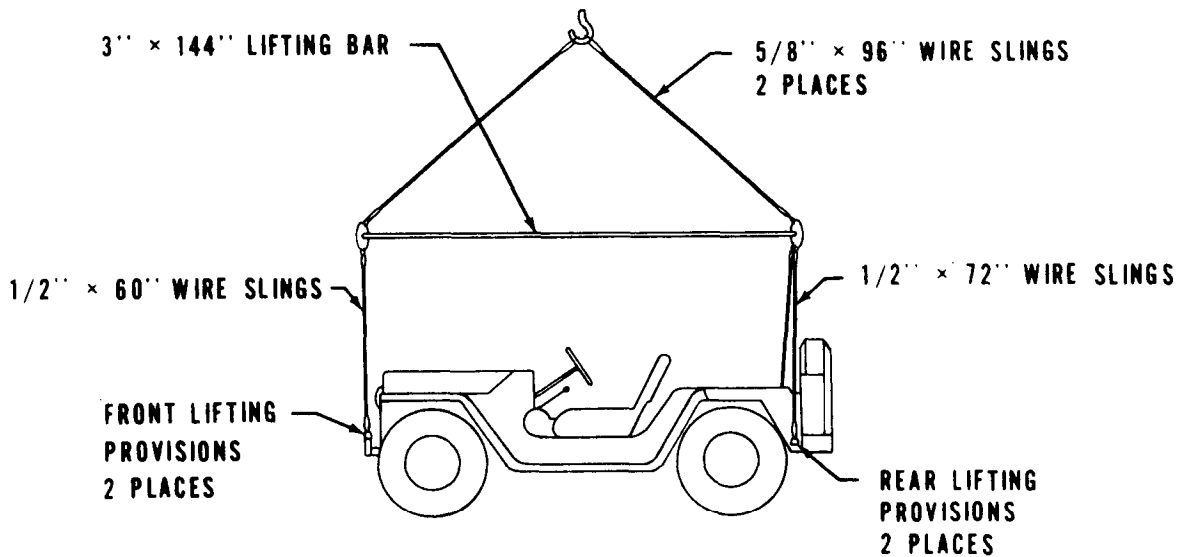 3'' × 144'' LIFTING BAR
5/8'' × 96'' WIRE SLINGS
2 PLACES
1/2'' × 60'' WIRE SLINGS
1/2'' × 72'' WIRE SLINGS
FRONT LIFTING
PROVISIONS
2 PLACES
REAR LIFTING
PROVISIONS
2 PLACES